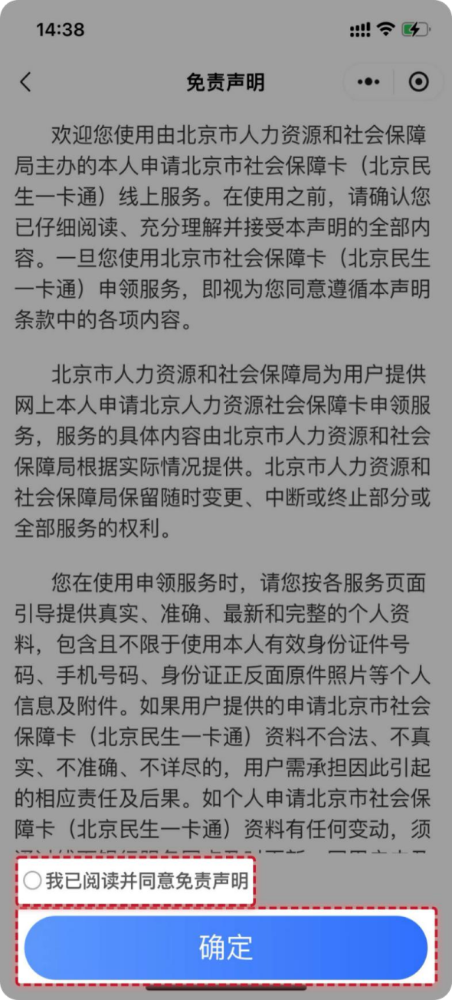 14:38
免责声明
欢迎您使用由北京市人力资源和社会保障
局主办的本人申请北京市社会保障卡（北京民
生一卡通）线上服务。在使用之前，请确认您
已仔细阅读、充分理解并接受本声明的全部内
容。一旦您使用北京市社会保障卡（北京民生
一卡通）申领服务，即视为您同意遵循本声明
条款中的各项内容。
北京市人力资源和社会保障局为用户提供
网上本人申请北京人力资源社会保障卡申领服
务，服务的具体内容由北京市人力资源和社会
保障局根据实际情况提供。北京市人力资源和
社会保障局保留随时变更、中断或终止部分或
全部服务的权利。
您在使用申领服务时，请您按各服务页面
引导提供真实、准确、最新和完整的个人资
料，包含且不限于使用本人有效身份证件号
码、手机号码、身份证正反面原件照片等个人
信息及附件。如果用户提供的申请北京市社会
保障卡（北京民生一卡通）资料不合法、不真
实、不准确、不详尽的，用户需承担因此引起
的相应责任及后果。如个人申请北京市社会保
障卡（北京民生一卡通）资料有任何变动，须
我已阅读并同意免责声明
确定